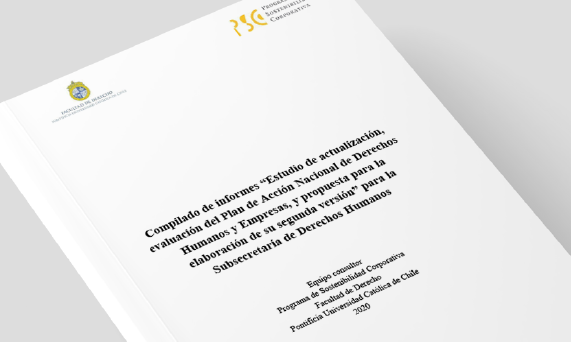 PSC
PROGRAMA
SOSTENIBILIDAD
CORPORATIVA
FACULTAD DE DERECHO
Compilado de informes “Estudio de actualización,
evaluación del Plan de Acción Nacional de Derechos
Humanos y Empresas, y propuesta para la
elaboración de su segunda versión” para la
Subsecretaría de Derechos Humanos
Equipo consultor
Programa de Sostenibilidad Corporativa
Facultad de Derecho
Pontificia Universidad Católica de Chile
2020